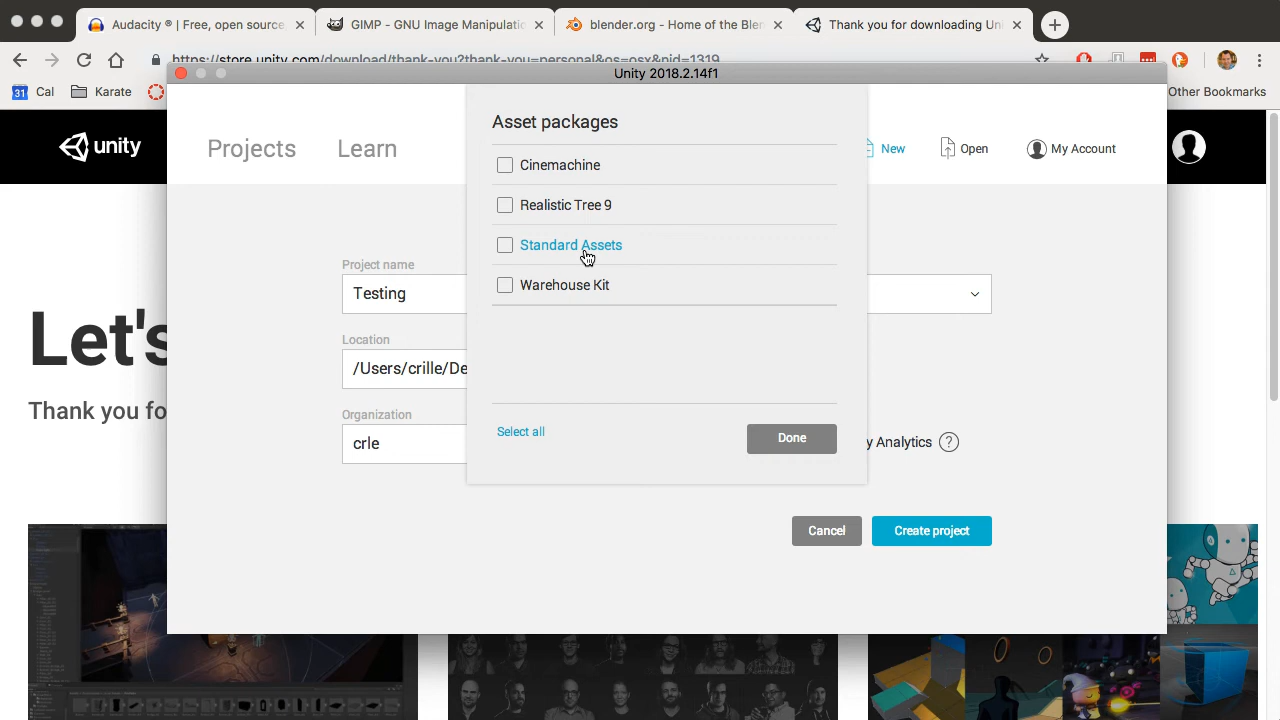 Audacity ® | Free, open source
GIMP - GNU Image Manipulatio
blender.org - Home of the Blen
Thank you for downloading Uni
https://store.unity.com/download/thank-you?thank-you=personal&os=osx&nid=1319
31 Cal
Karate
Other Bookmarks
Unity 2018.2.14f1
unity
Projects
Learn
New
Open
My Account
Asset packages
Cinemachine
Realistic Tree 9
Standard Assets
Warehouse Kit
Select all
Done
Project name
Testing
Location
/Users/crille/De
Organization
crle
y Analytics ?
Cancel
Create project
Let's
Thank you fo